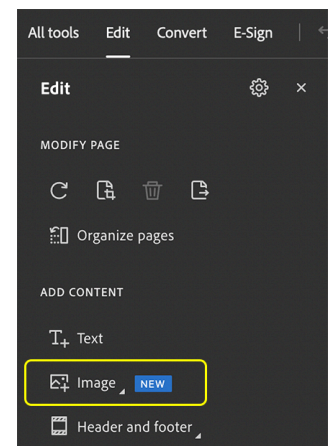 All tools Edit Convert E-Sign
Edit
MODIFY PAGE
Organize pages
ADD CONTENT
Text
Image NEW
Header and footer